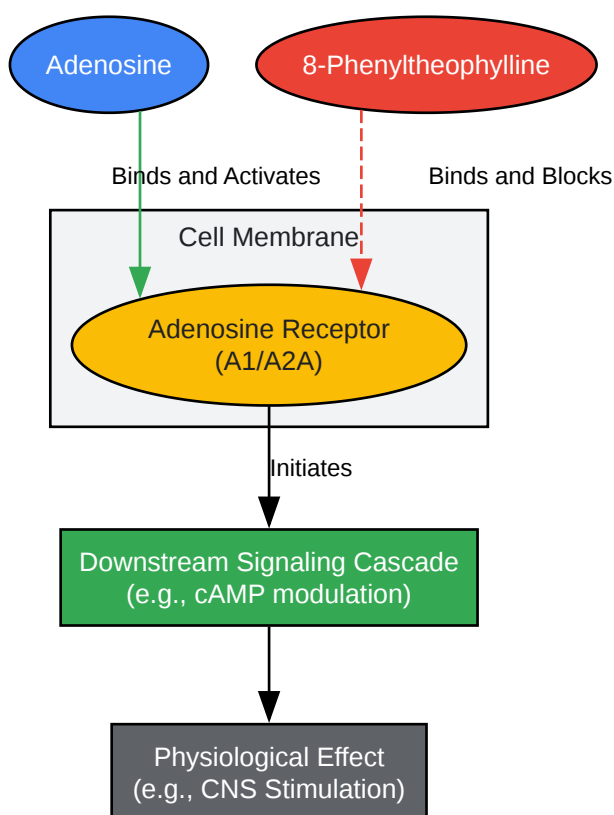 Adenosine
8-Phenyltheophylline
Binds and Activates
Binds and Blocks
Cell Membrane
Adenosine Receptor
(A1/A2A)
Initiates
Downstream Signaling Cascade
(e.g., cAMP modulation)
Physiological Effect
(e.g., CNS Stimulation)